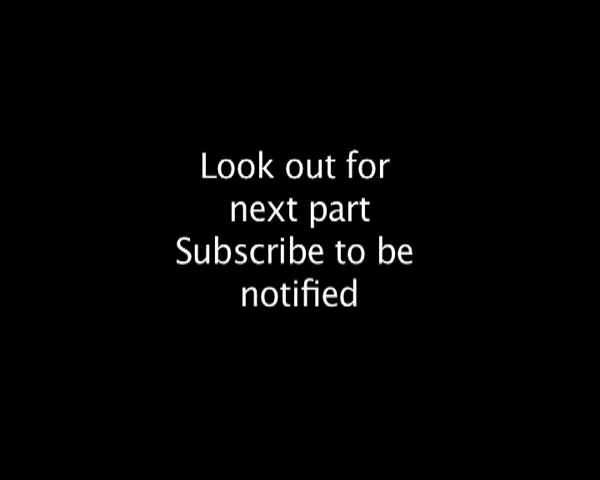 Look out for
next part
Subscribe to be
notified